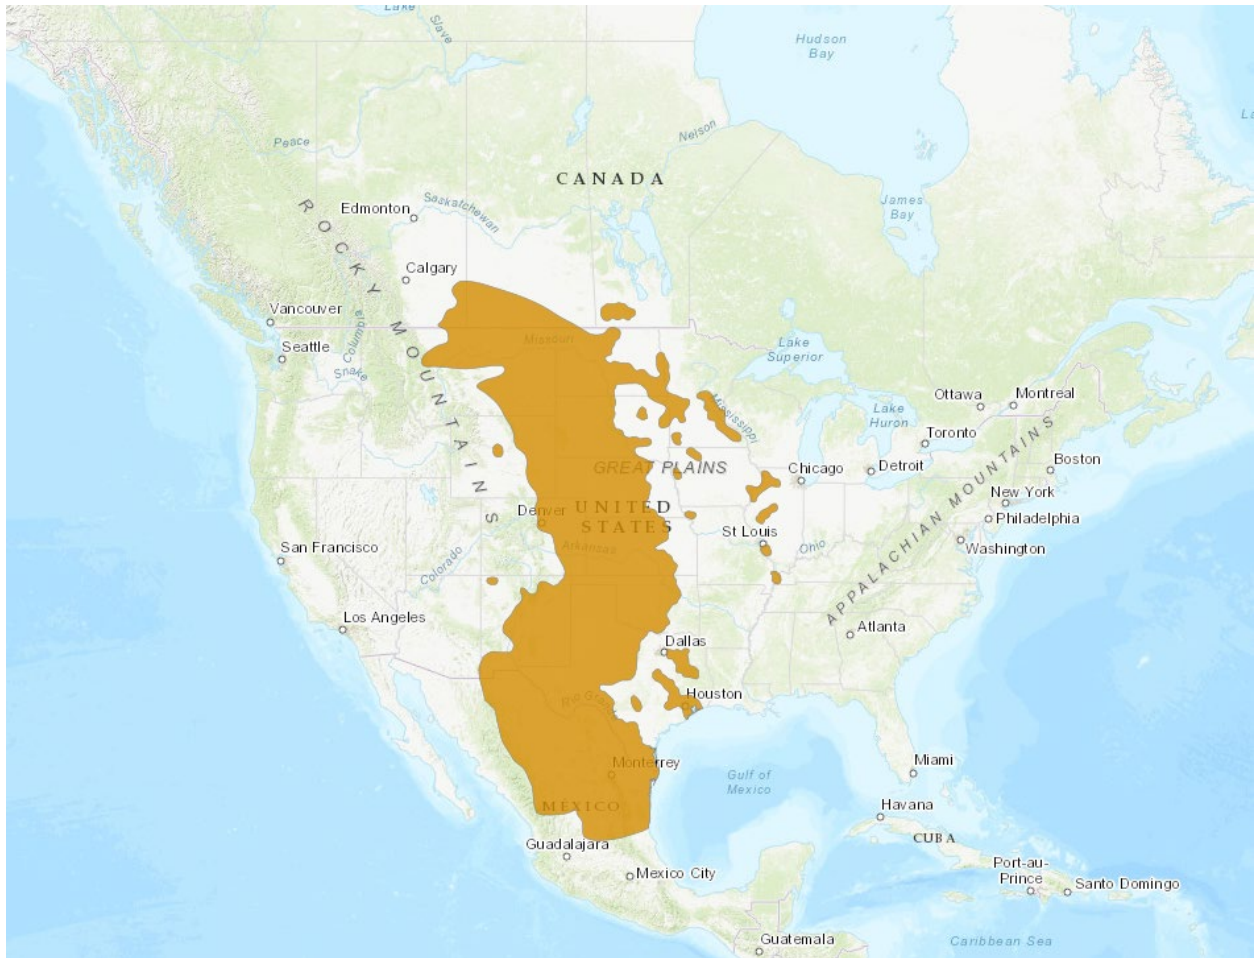 Lake
Slave
Hudson
Bay
Peace
Nelson
CANADA
Edmonton
Saskatchewan
James
Bay
ROCKY MOUNTAINS
Calgary
Vancouver
Columbia
Seattle
Snake
Missouri
Lake
Superior
Mississippi
Ottawa
Montreal
Lake
Huron
Toronto
Boston
GREAT PLAINS
Chicago
Detroit
APPALACHIAN MOUNTAINS
New York
Denver
UNITED
STATES
Philadelphia
St Louis
Ohio
Washington
San Francisco
Arkansas
Colorado
Los Angeles
Atlanta
Dallas
Rio Grande
Houston
Monterrey
Gulf of
Mexico
Miami
MÉXICO
Havana
CUBA
Guadalajara
Mexico City
Port-au-
Prince
Santo Domingo
Guatemala
Caribbean Sea